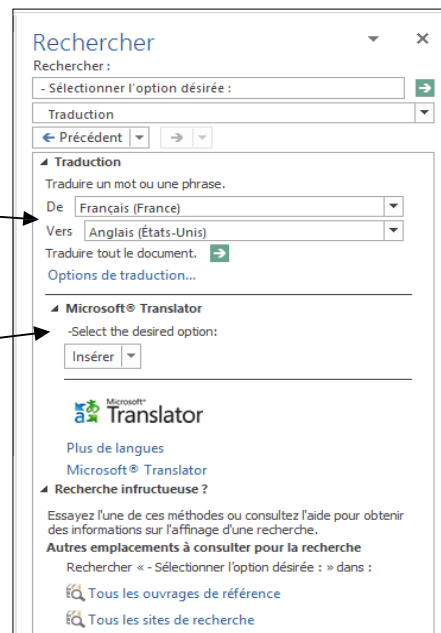 Rechercher
Rechercher :
- Sélectionner l'option désirée :
Traduction
Précédent
Traduction
Traduire un mot ou une phrase.
De Français (France)
Vers Anglais (États-Unis)
Traduire tout le document.
Options de traduction...
Microsoft® Translator
-Select the desired option:
Insérer
Microsoft®
Translator
Plus de langues
Microsoft® Translator
Recherche infructueuse ?
Essayez l'une de ces méthodes ou consultez l'aide pour obtenir
des informations sur l'affinage d'une recherche.
Autres emplacements à consulter pour la recherche
Rechercher « - Sélectionner l'option désirée : » dans :
Tous les ouvrages de référence
Tous les sites de recherche